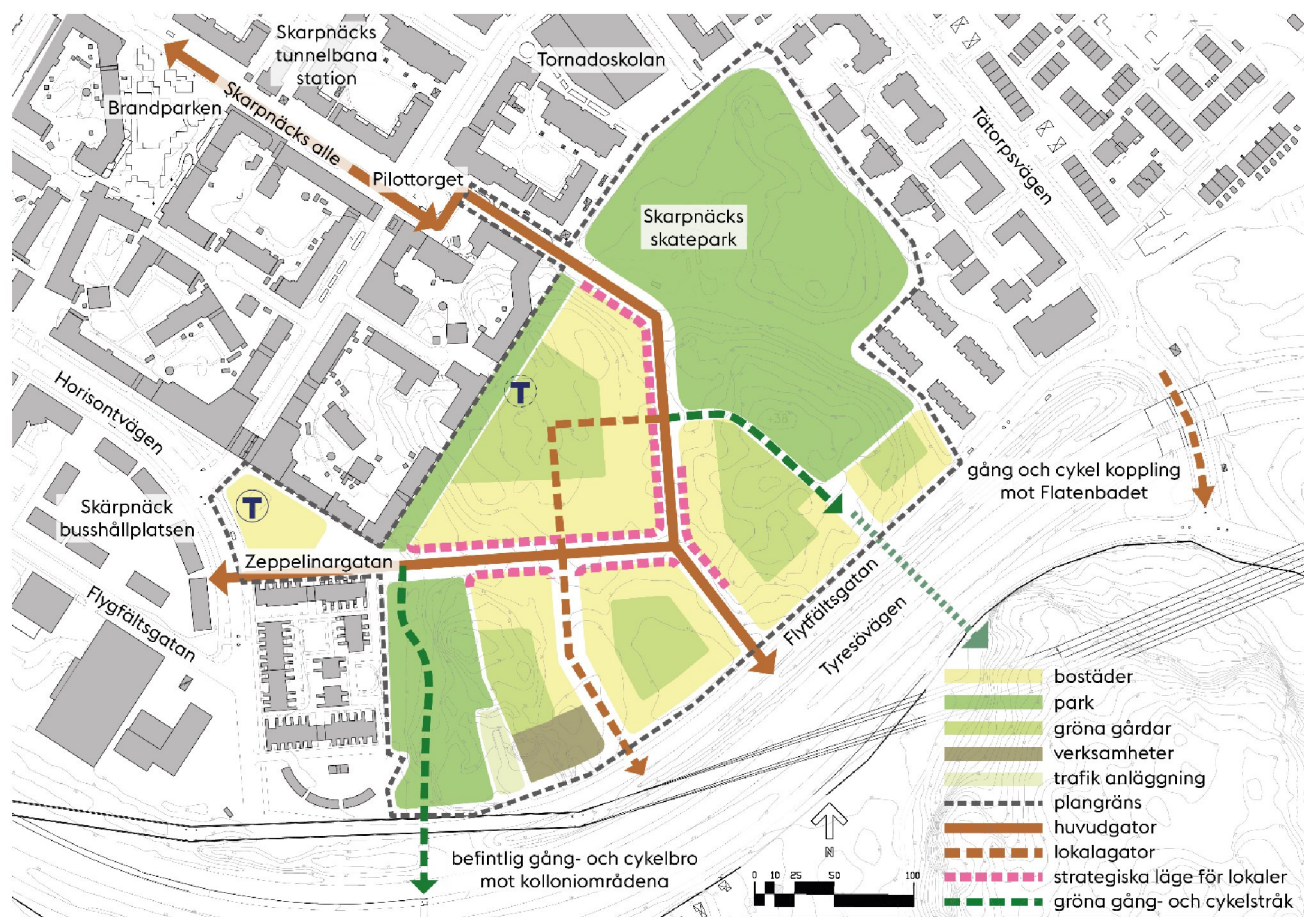 Skarpnäcks
tunnelbana
station
Tornadoskolan
Brandparken
Skarpnäcks alle
Tätorpsvägen
Pilottorget
Skarpnäcks
skatepark
Horisontvägen
T
T
gång och cykel koppling
mot Flatenbadet
Skärpnäck
busshållplatsen
Zeppelinargatan
Flygfältsgatan
Flytfältsgatan
Tyresövägen
+36
bostäder
park
gröna gårdar
verksamheter
trafik anläggning
plangräns
huvudgator
lokalagator
strategiska läge för lokaler
gröna gång- och cykelstråk
befintlig gång- och cykelbro
mot kolloniområdena
N
0 10 25 50 100